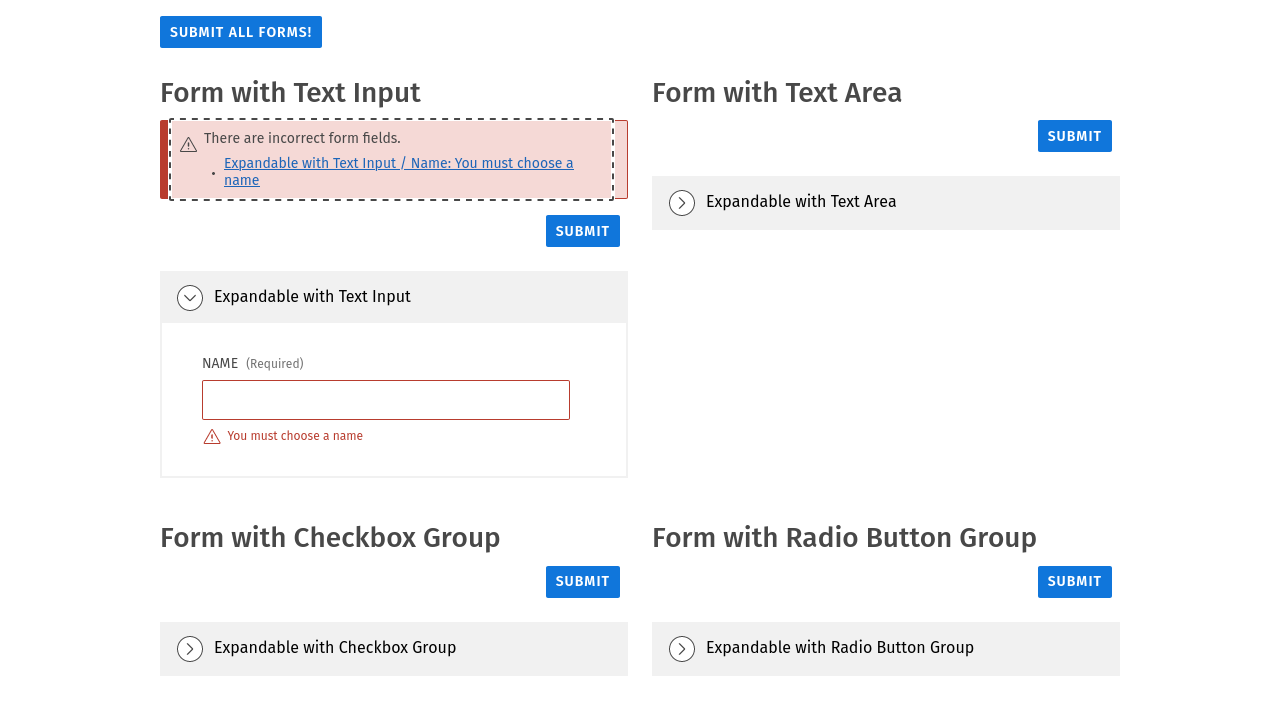 SUBMIT ALL FORMS!
Form with Text Input
There are incorrect form fields.
• Expandable with Text Input / Name: You must choose a
name
SUBMIT
Expandable with Text Input
NAME (Required)
You must choose a name
Form with Text Area
SUBMIT
Expandable with Text Area
Form with Checkbox Group
SUBMIT
Expandable with Checkbox Group
Form with Radio Button Group
SUBMIT
Expandable with Radio Button Group